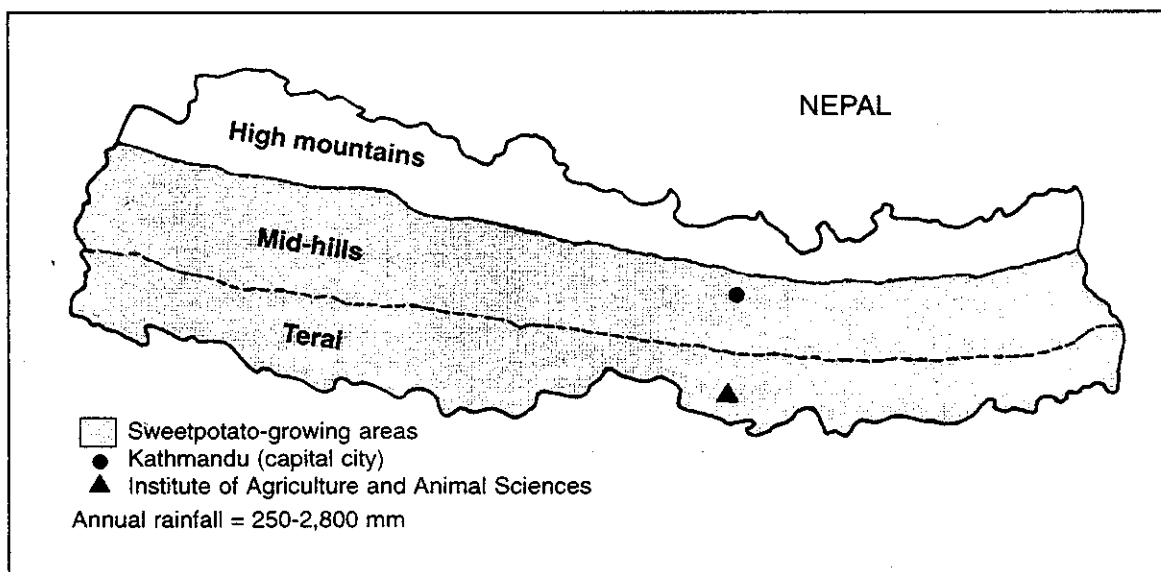 NEPAL
High mountains
Mid-hills
Terai
Sweetpotato-growing areas
Kathmandu (capital city)
Institute of Agriculture and Animal Sciences
Annual rainfall = 250-2,800 mm